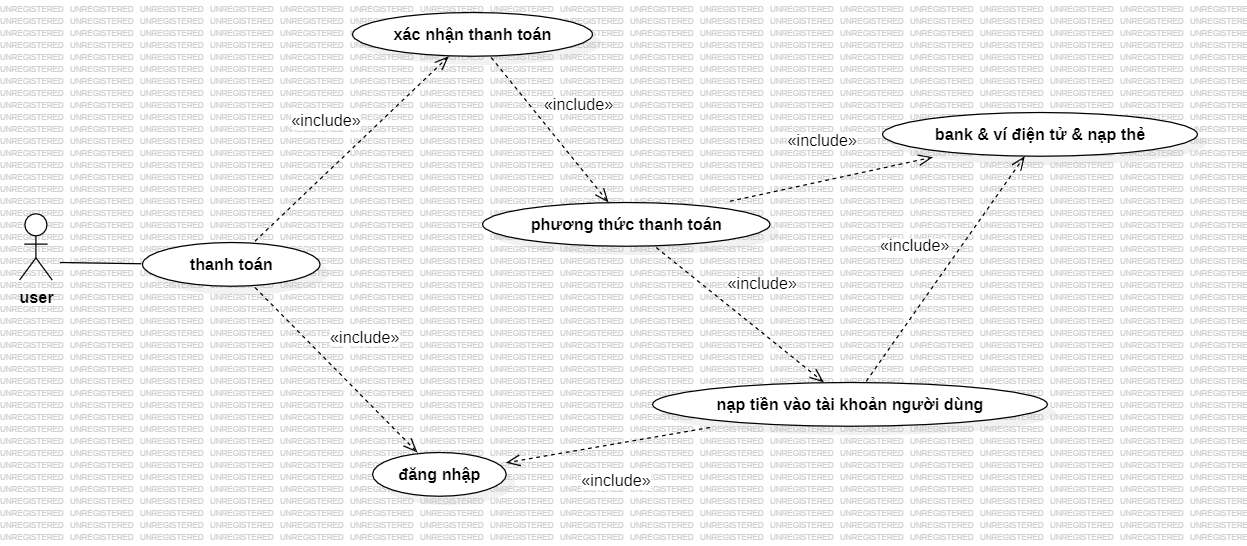 xác nhận thanh toán
«include»
«include»
bank & ví điện tử & nạp thẻ
«include»
phương thức thanh toán
«include»
thanh toán
user
«include»
«include»
nạp tiền vào tài khoản người dùng
đăng nhập
«include»
UNREGISTERED